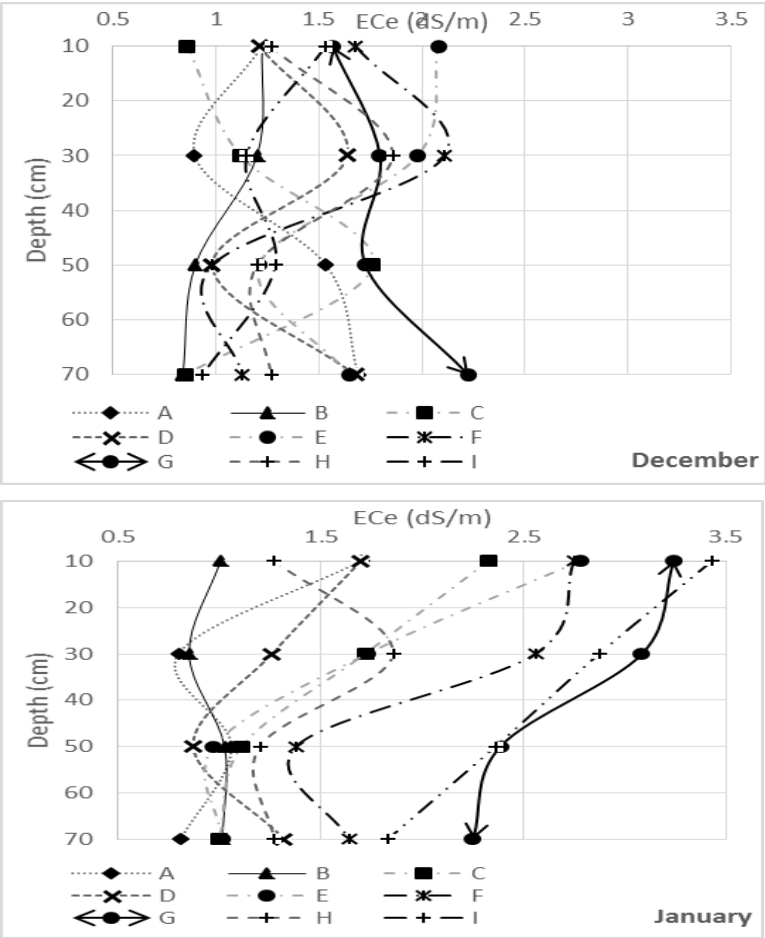 ECe (dS/m)
0.5 1 1.5 2 2.5 3 3.5
Depth (cm)
10
20
30
40
50
60
70
A B C
D E F
G H I
December
ECe (dS/m)
0.5 1.5 2.5 3.5
Depth (cm)
10
20
30
40
50
60
70
A B C
D E F
G H I
January